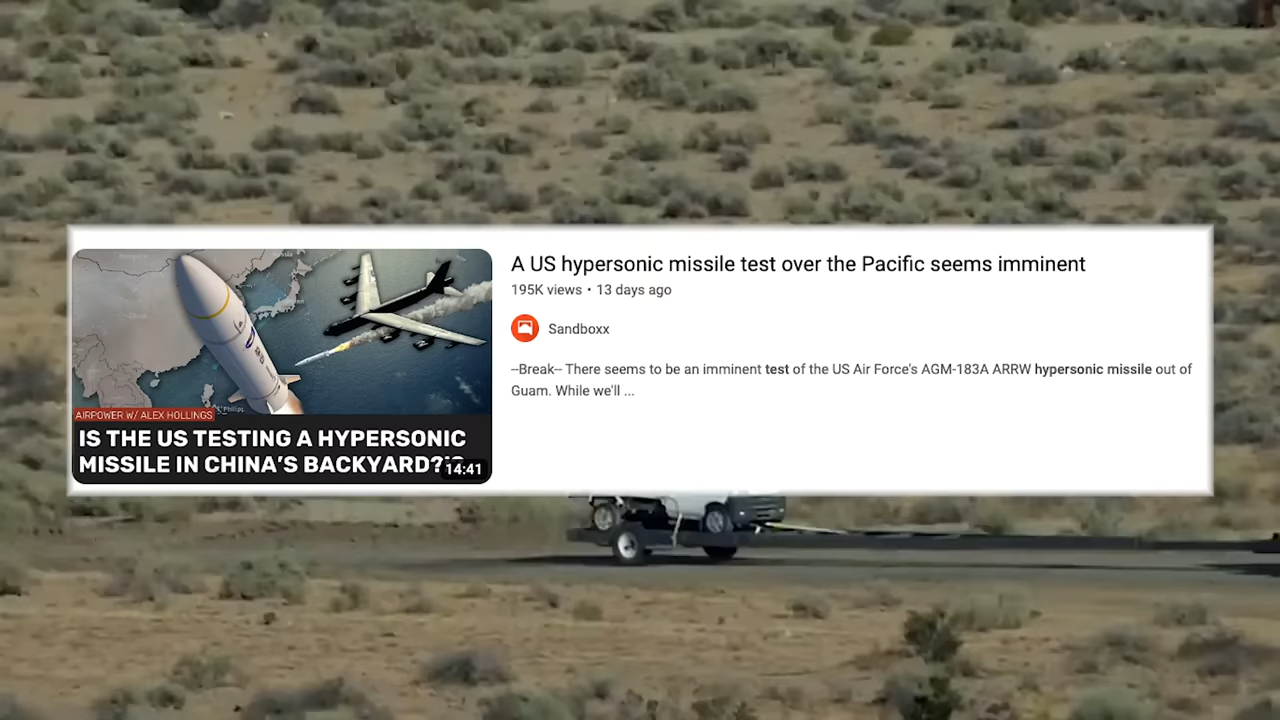 A US hypersonic missile test over the Pacific seems imminent
195K views • 13 days ago
Sandboxx
--Break-- There seems to be an imminent test of the US Air Force's AGM-183A ARRW hypersonic missile out of
Guam. While we'll ...
AIRPOWER W/ ALEX HOLLINGS
IS THE US TESTING A HYPERSONIC
MISSILE IN CHINA'S BACKYARD?
14:41